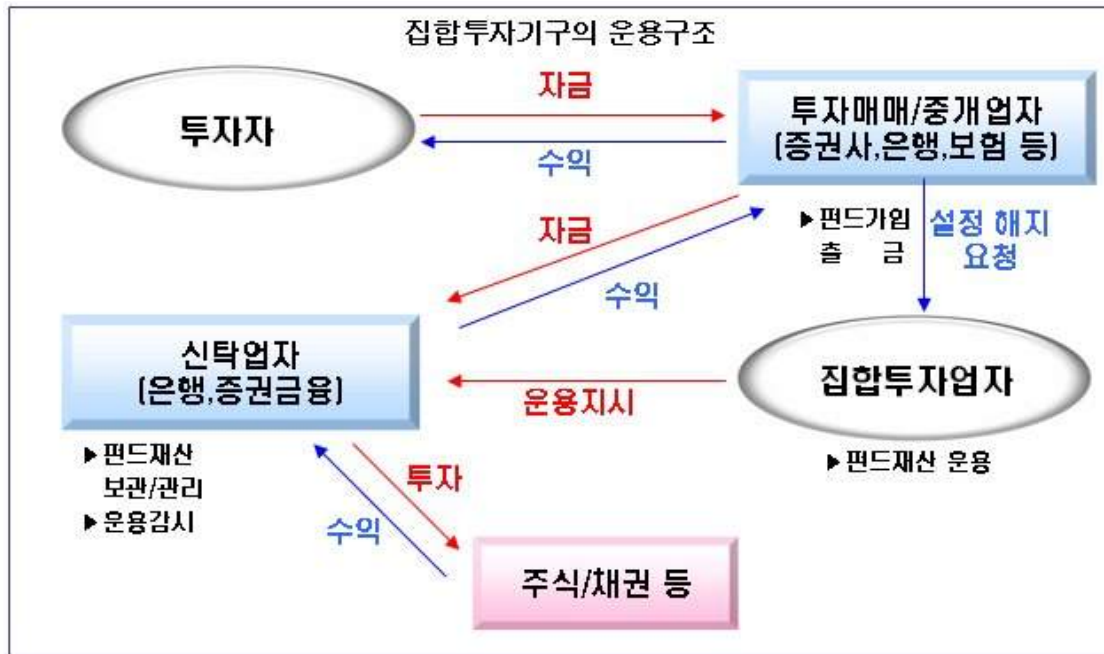 집합투자기구의 운용구조
투자자
자금
수익
투자매매/중개업자
(증권사,은행,보험 등)
▶펀드가입
출 금
설정 해지
요청
자금
수익
신탁업자
(은행,증권금융)
▶펀드재산
보관/관리
▶운용감시
운용지시
집합투자업자
▶펀드재산 운용
투자
수익
주식/채권 등